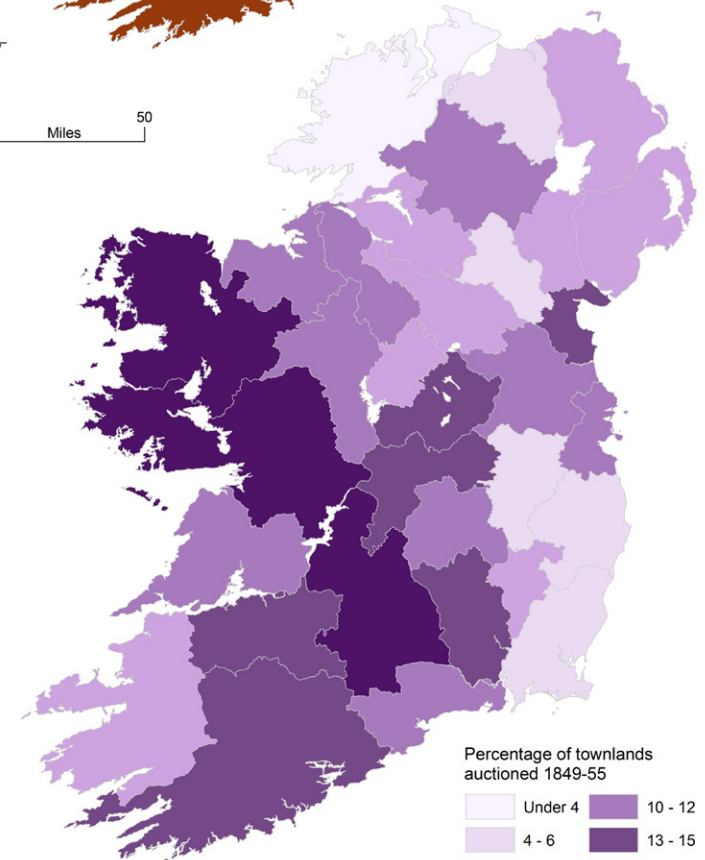 50
Miles
Percentage of townlands
auctioned 1849-55
Under 4
10 - 12
4 - 6
13 - 15